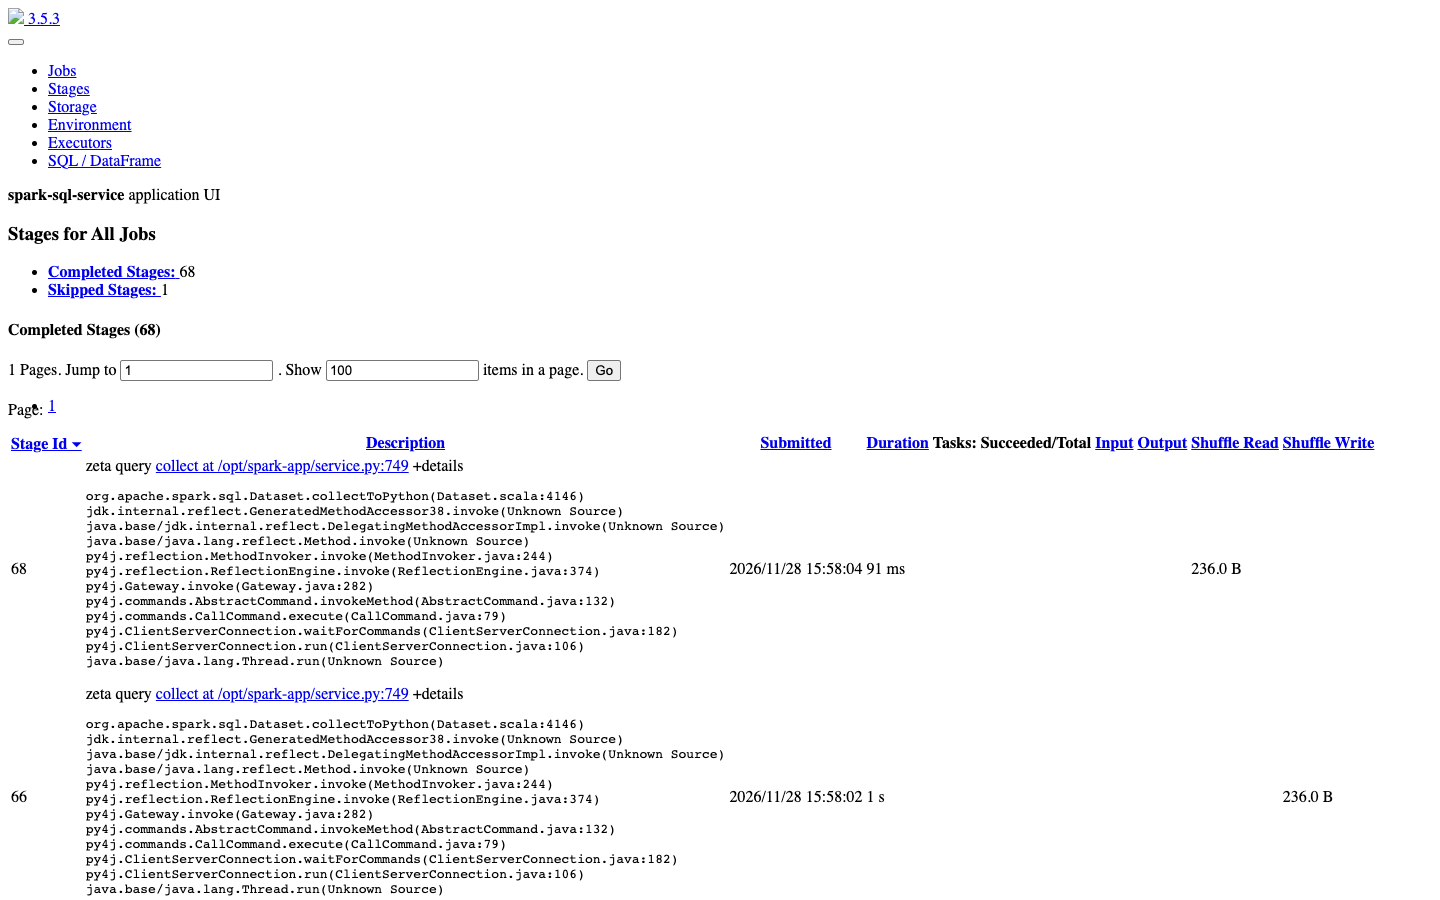 3.5.3
Jobs
Stages
Storage
Environment
Executors
SQL / DataFrame
spark-sql-service application UI
Stages for All Jobs
Completed Stages: 68
Skipped Stages: 1
Completed Stages (68)
1 Pages. Jump to 1 . Show 100 items in a page. Go
Page: 1
Stage Id Description Submitted Duration Tasks: Succeeded/Total Input Output Shuffle Read Shuffle Write
zeta query collect at /opt/spark-app/service.py:749 +details
org.apache.spark.sql.Dataset.collectToPython(Dataset.scala:4146)
jdk.internal.reflect.GeneratedMethodAccessor38.invoke(Unknown Source)
java.base/jdk.internal.reflect.DelegatingMethodAccessorImpl.invoke(Unknown Source)
java.base/java.lang.reflect.Method.invoke(Unknown Source)
py4j.reflection.MethodInvoker.invoke(MethodInvoker.java:244)
68 py4j.reflection.ReflectionEngine.invoke(ReflectionEngine.java:374) 2026/11/28 15:58:04 91 ms 236.0 B
py4j.Gateway.invoke(Gateway.java:282)
py4j.commands.AbstractCommand.invokeMethod(AbstractCommand.java:132)
py4j.commands.CallCommand.execute(CallCommand.java:79)
py4j.ClientServerConnection.waitForCommands(ClientServerConnection.java:182)
py4j.ClientServerConnection.run(ClientServerConnection.java:106)
java.base/java.lang.Thread.run(Unknown Source)
zeta query collect at /opt/spark-app/service.py:749 +details
org.apache.spark.sql.Dataset.collectToPython(Dataset.scala:4146)
jdk.internal.reflect.GeneratedMethodAccessor38.invoke(Unknown Source)
java.base/jdk.internal.reflect.DelegatingMethodAccessorImpl.invoke(Unknown Source)
java.base/java.lang.reflect.Method.invoke(Unknown Source)
py4j.reflection.MethodInvoker.invoke(MethodInvoker.java:244)
66 py4j.reflection.ReflectionEngine.invoke(ReflectionEngine.java:374) 2026/11/28 15:58:02 1 s 236.0 B
py4j.Gateway.invoke(Gateway.java:282)
py4j.commands.AbstractCommand.invokeMethod(AbstractCommand.java:132)
py4j.commands.CallCommand.execute(CallCommand.java:79)
py4j.ClientServerConnection.waitForCommands(ClientServerConnection.java:182)
py4j.ClientServerConnection.run(ClientServerConnection.java:106)
java.base/java.lang.Thread.run(Unknown Source)